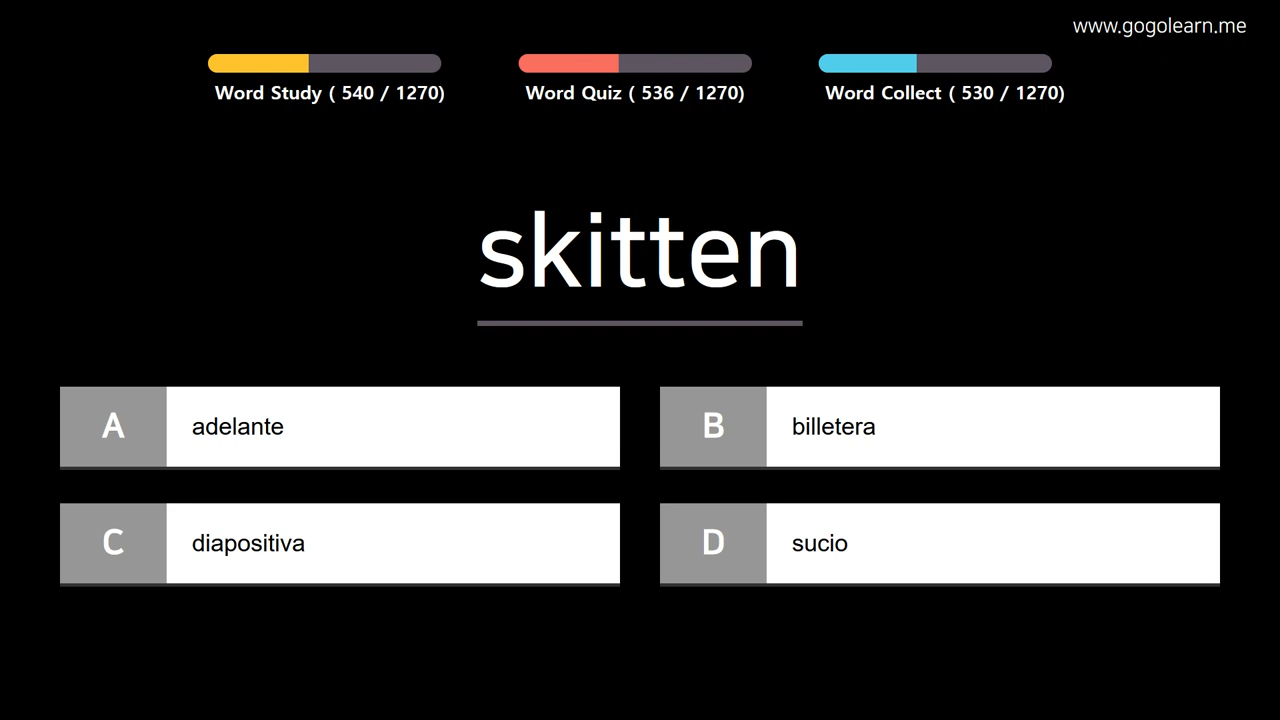 www.gogolearn.me
Word Study ( 540 / 1270)
Word Quiz ( 536 / 1270)
Word Collect ( 530 / 1270)
skitten
A adelante
B billetera
C diapositiva
D sucio